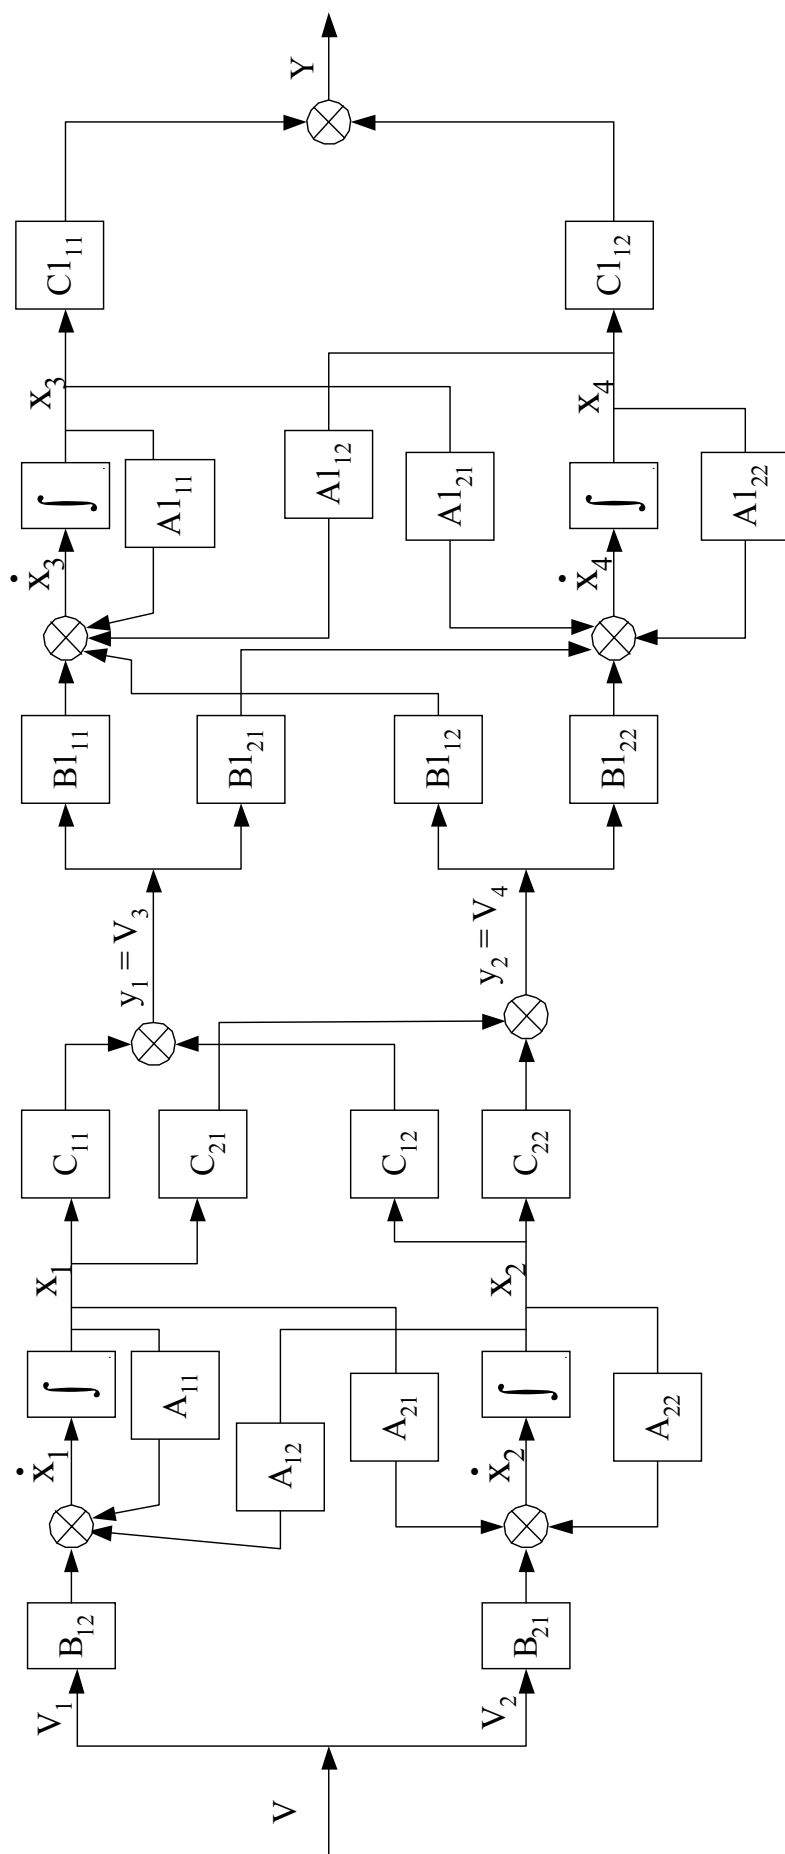 V
V1
V2
B12
B21
ẋ1
ẋ2
A11
A12
A21
A22
∫
∫
x1
x2
C11
C21
C12
C22
y1 = V3
y2 = V4
B111
B121
B112
B122
ẋ3
ẋ4
∫
∫
A111
A112
A121
A122
x3
x4
C111
C112
Y